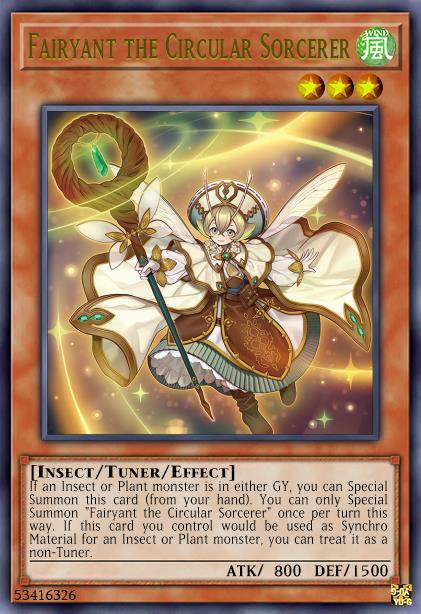 Fairyant the Circular Sorcerer
WIND
風
[Insect/Tuner/Effect]
If an Insect or Plant monster is in either GY, you can Special
Summon this card (from your hand). You can only Special
Summon "Fairyant the Circular Sorcerer" once per turn this
way. If this card you control would be used as Synchro
Material for an Insect or Plant monster, you can treat it as a
non-Tuner.
ATK/ 800 DEF/1500
53416326